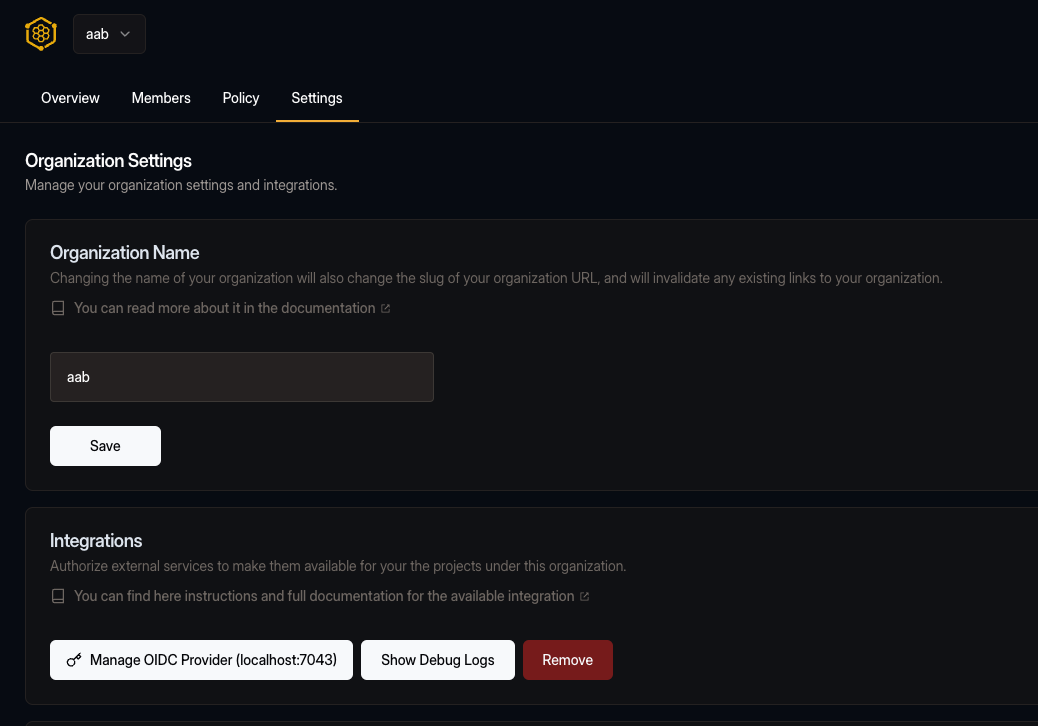 aab
Overview Members Policy Settings
Organization Settings
Manage your organization settings and integrations.
Organization Name
Changing the name of your organization will also change the slug of your organization URL, and will invalidate any existing links to your organization.
You can read more about it in the documentation
aab
Save
Integrations
Authorize external services to make them available for your the projects under this organization.
You can find here instructions and full documentation for the available integration
Manage OIDC Provider (localhost:7043) Show Debug Logs Remove